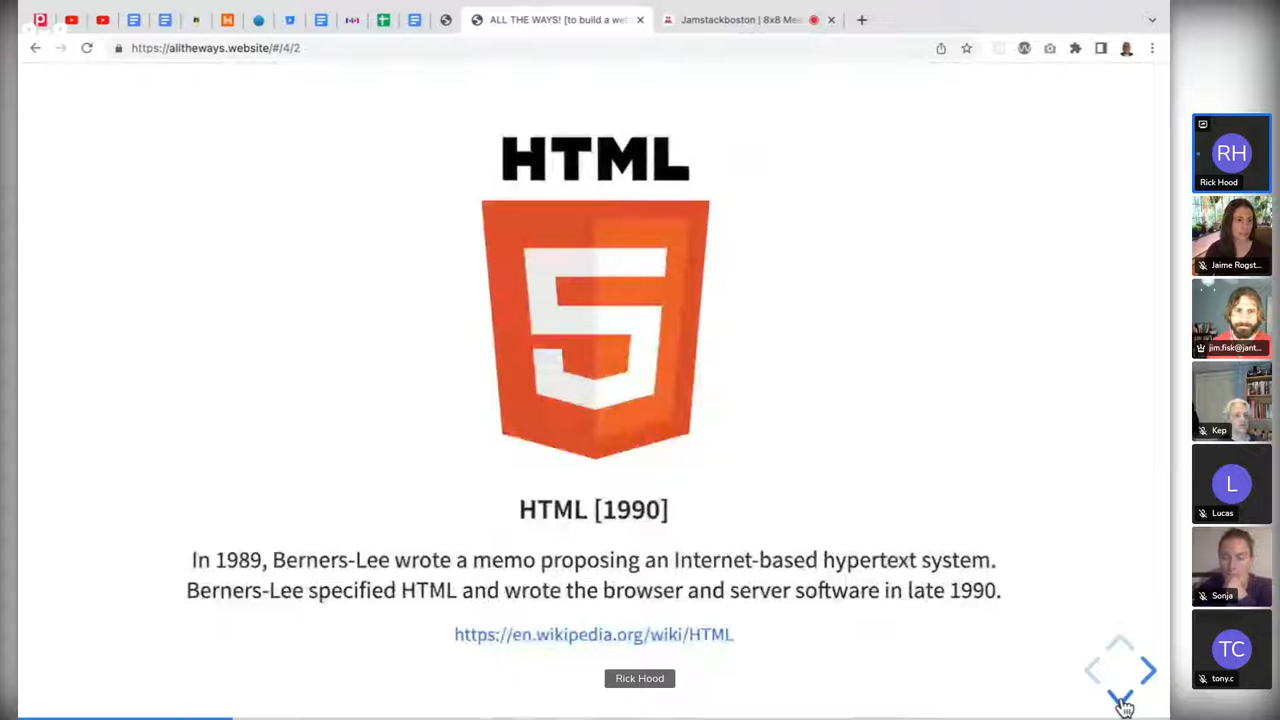 ALL THE WAYS! [to build a we
Jamstackboston | 8x8 Mee
https://alltheways.website/#/4/2
HTML
5
HTML [1990]
In 1989, Berners-Lee wrote a memo proposing an Internet-based hypertext system.
Berners-Lee specified HTML and wrote the browser and server software in late 1990.
https://en.wikipedia.org/wiki/HTML
Rick Hood
RH
Rick Hood
Jaime Rogst...
jim.fisk@jant...
Kep
L
Lucas
Sonja
TC
tony.c